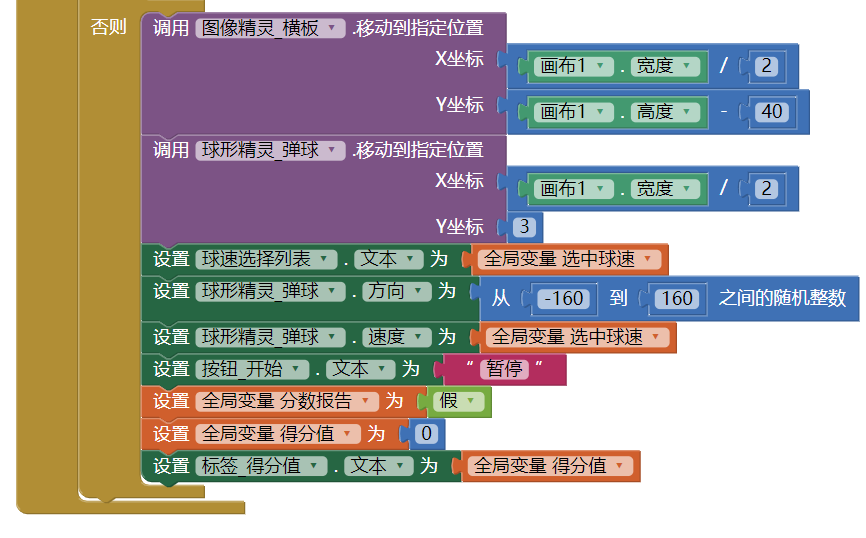 否则 调用 图像精灵_横板 .移动到指定位置
X坐标 画布1 . 宽度 / 2
Y坐标 画布1 . 高度 - 40
调用 球形精灵_弹球 .移动到指定位置
X坐标 画布1 . 宽度 / 2
Y坐标 3
设置 球速选择列表 . 文本 为 全局变量 选中球速
设置 球形精灵_弹球 . 方向 为 从 -160 到 160 之间的随机整数
设置 球形精灵_弹球 . 速度 为 全局变量 选中球速
设置 按钮_开始 . 文本 为 “ 暂停 ”
设置 全局变量 分数报告 为 假
设置 全局变量 得分值 为 0
设置 标签_得分值 . 文本 为 全局变量 得分值